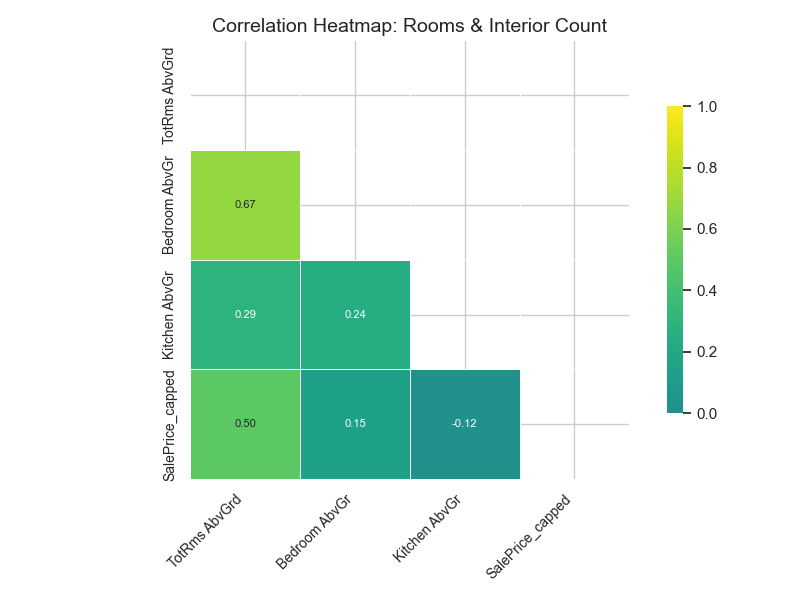 Correlation Heatmap: Rooms & Interior Count
TotRms AbvGrd
Bedroom AbvGr
Kitchen AbvGr
SalePrice_capped
0.67
0.29 0.24
0.50 0.15 -0.12
TotRms AbvGrd
Bedroom AbvGr
Kitchen AbvGr
SalePrice_capped
1.0
0.8
0.6
0.4
0.2
0.0